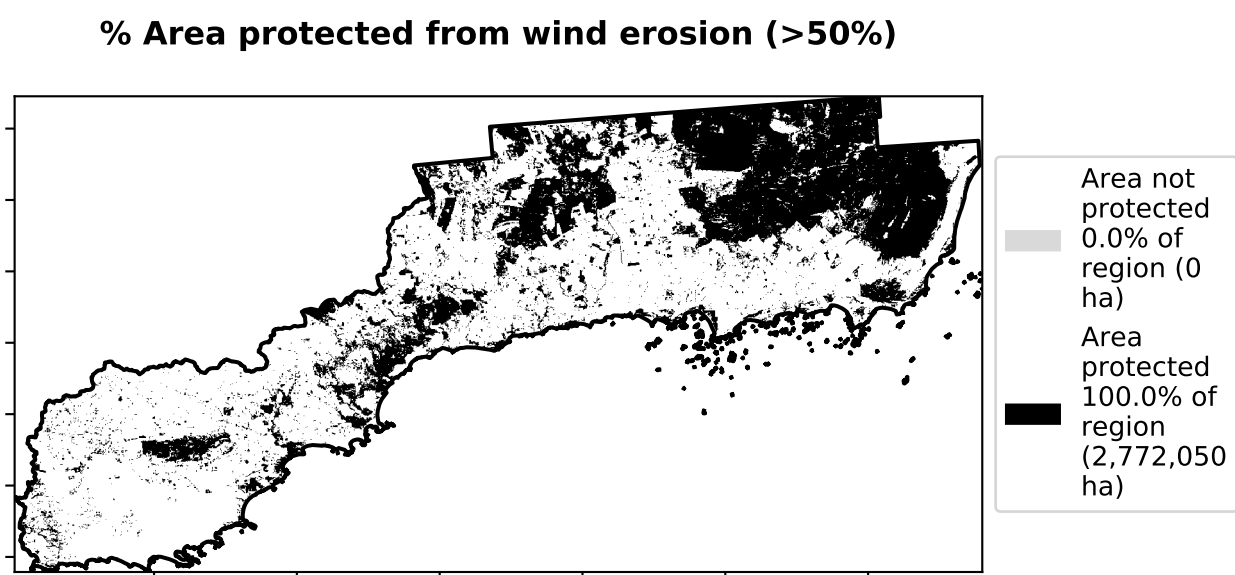 % Area protected from wind erosion (>50%)
Area not
protected
0.0% of
region (0
ha)
Area
protected
100.0% of
region
(2,772,050
ha)